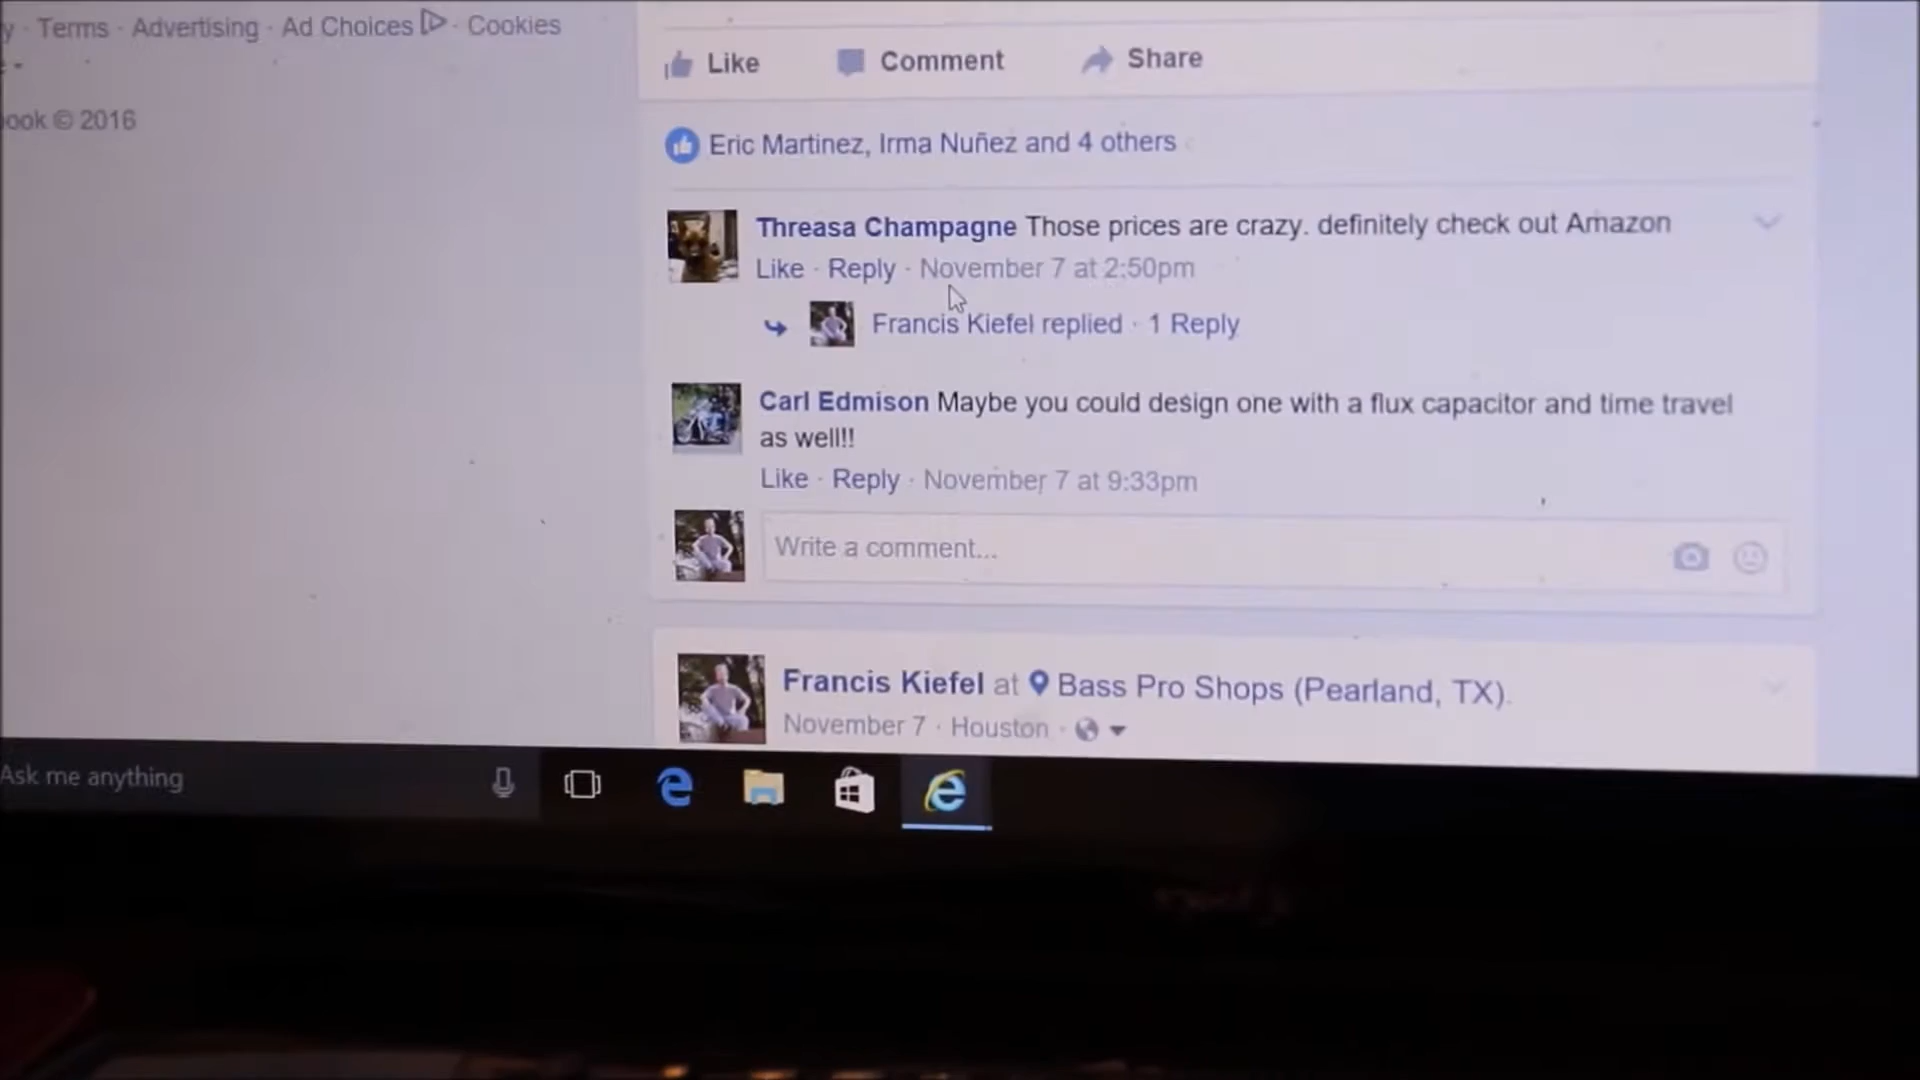 Terms · Advertising · Ad Choices · Cookies
ook © 2016
Like Comment Share
Eric Martinez, Irma Nuñez and 4 others
Threasa Champagne Those prices are crazy. definitely check out Amazon
Like · Reply · November 7 at 2:50pm
Francis Kiefel replied · 1 Reply
Carl Edmison Maybe you could design one with a flux capacitor and time travel
as well!!
Like · Reply · November 7 at 9:33pm
Write a comment...
Francis Kiefel at Bass Pro Shops (Pearland, TX).
November 7 · Houston ·
Ask me anything